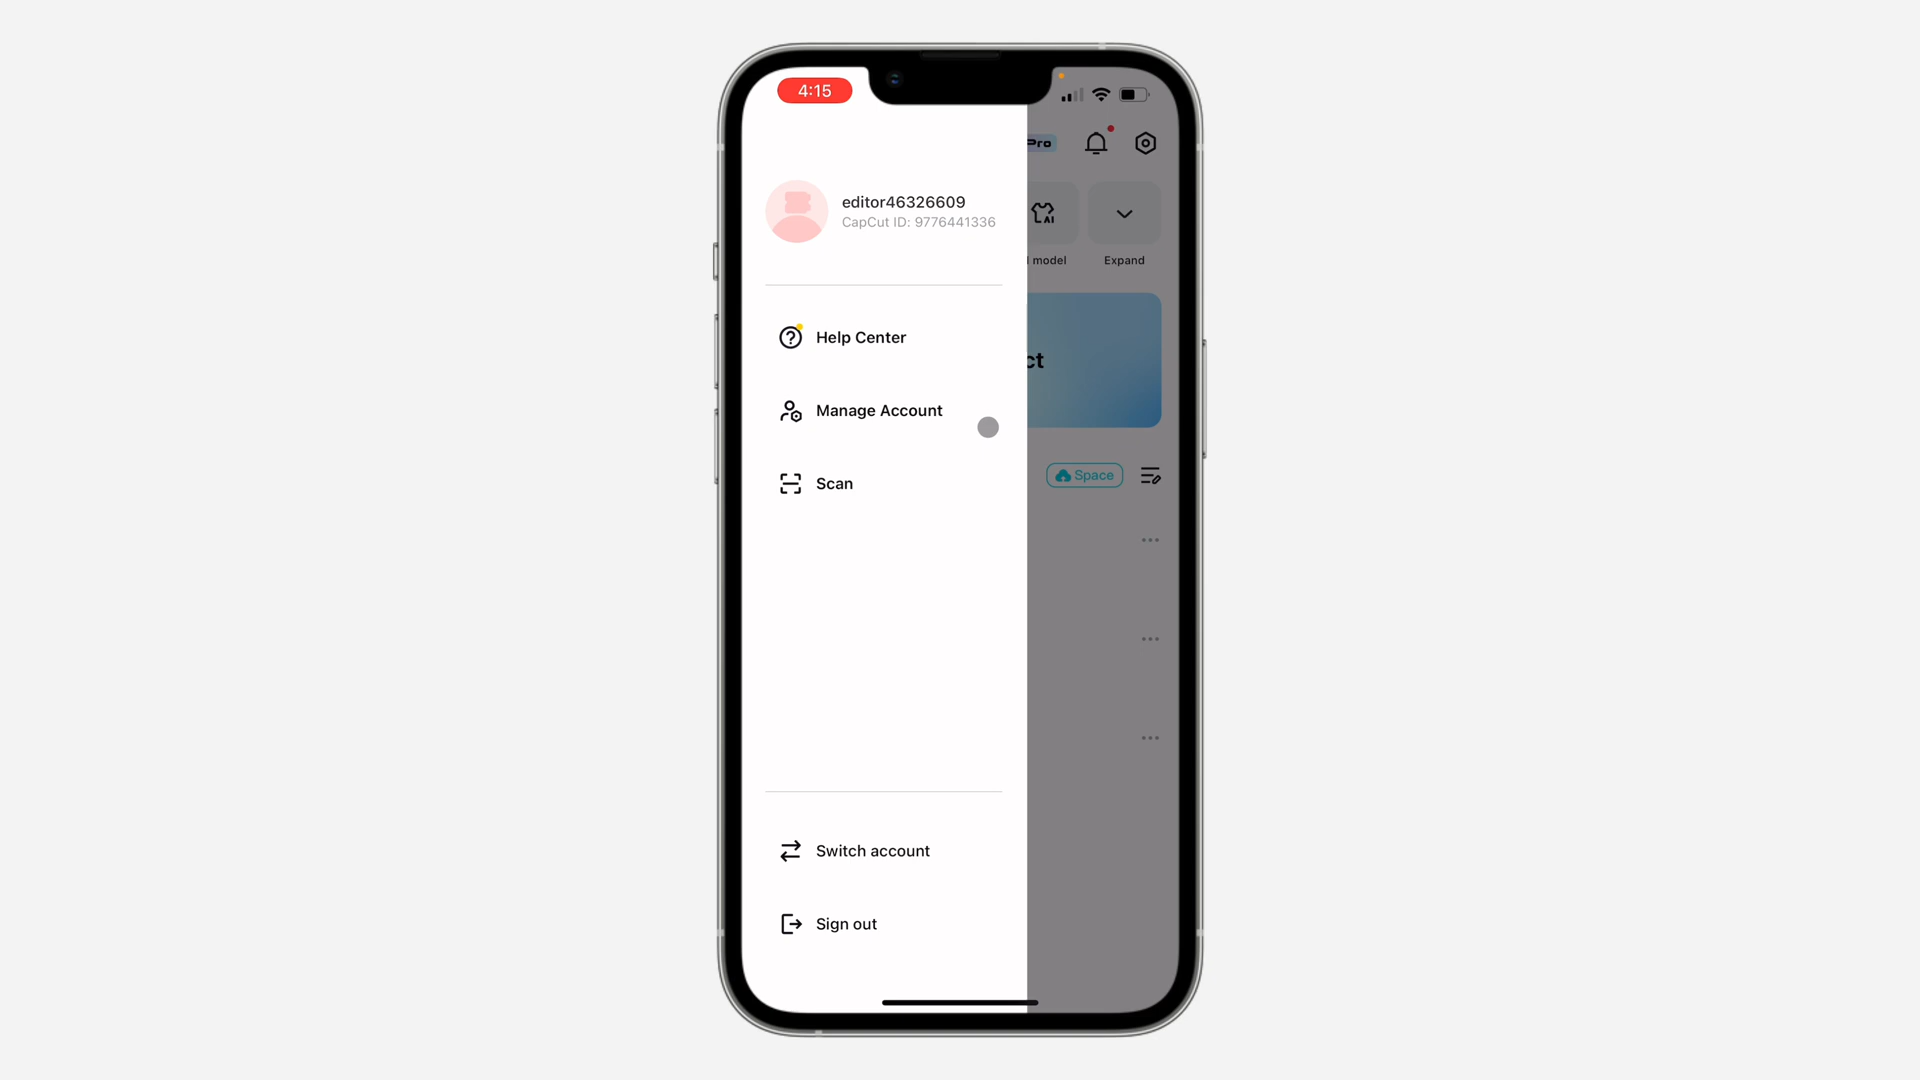 4:15
Pro
editor46326609
CapCut ID: 9776441336
AI
model
Expand
Help Center
ct
Manage Account
Space
Scan
Switch account
Sign out